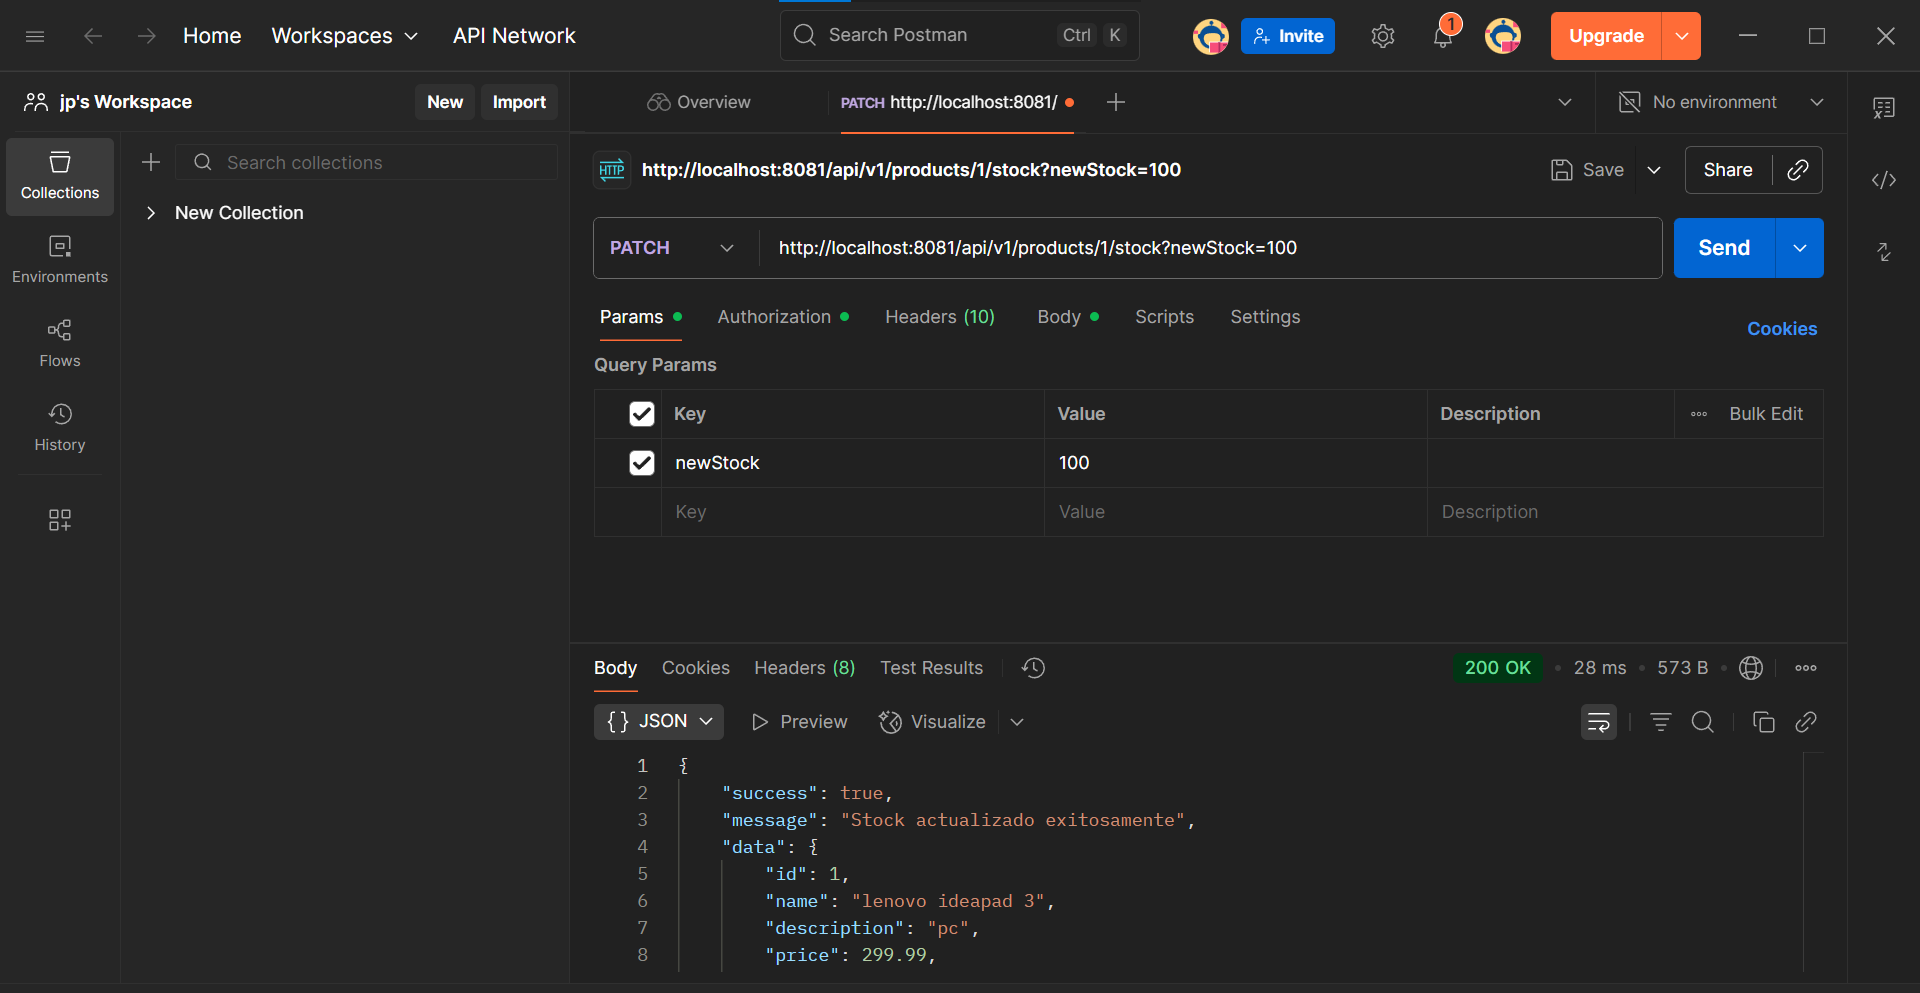 Home Workspaces API Network Search Postman Ctrl K Invite 1 Upgrade
jp's Workspace New Import Overview PATCH http://localhost:8081/ No environment
Collections
Environments
Flows
History
Search collections
New Collection
HTTP http://localhost:8081/api/v1/products/1/stock?newStock=100 Save Share
PATCH http://localhost:8081/api/v1/products/1/stock?newStock=100 Send
Params Authorization Headers (10) Body Scripts Settings Cookies
Query Params
Key Value Description Bulk Edit
newStock 100
Key Value Description
Body Cookies Headers (8) Test Results 200 OK • 28 ms • 573 B
{ } JSON Preview Visualize
1 {
2 "success": true,
3 "message": "Stock actualizado exitosamente",
4 "data": {
5 "id": 1,
6 "name": "lenovo ideapad 3",
7 "description": "pc",
8 "price": 299.99,